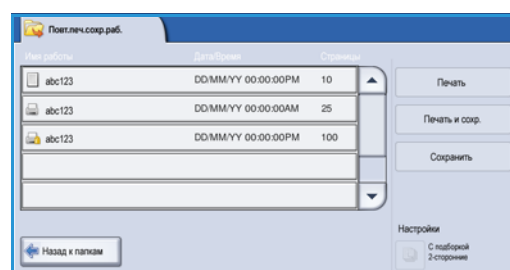 Повт.печ.сохр.раб.
Имя работы Дата/Время Страницы
abc123 DD/MM/YY 00:00:00PM 10
abc123 DD/MM/YY 00:00:00AM 25
abc123 DD/MM/YY 00:00:00PM 100
Печать
Печать и сохр.
Сохранить
Настройки
С подборкой
2-сторонние
Назад к папкам